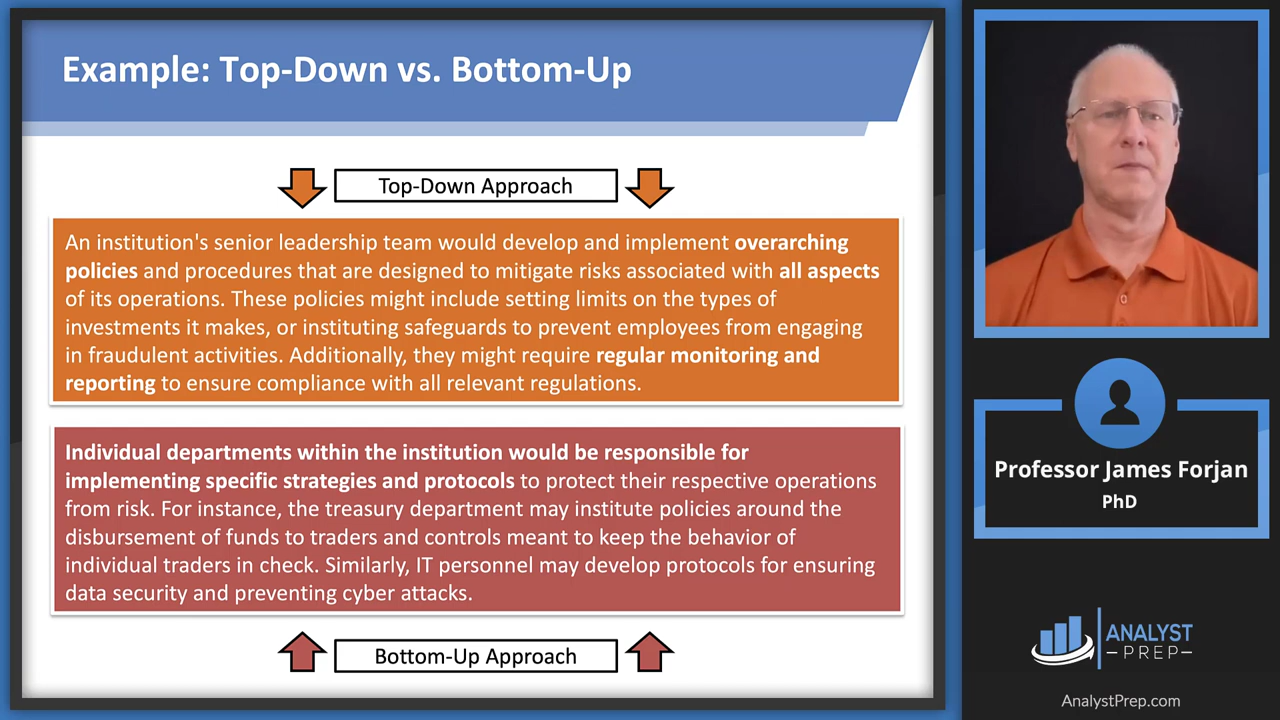 Example: Top-Down vs. Bottom-Up
Top-Down Approach
An institution's senior leadership team would develop and implement overarching
policies and procedures that are designed to mitigate risks associated with all aspects
of its operations. These policies might include setting limits on the types of
investments it makes, or instituting safeguards to prevent employees from engaging
in fraudulent activities. Additionally, they might require regular monitoring and
reporting to ensure compliance with all relevant regulations.
Individual departments within the institution would be responsible for
implementing specific strategies and protocols to protect their respective operations
from risk. For instance, the treasury department may institute policies around the
disbursement of funds to traders and controls meant to keep the behavior of
individual traders in check. Similarly, IT personnel may develop protocols for ensuring
data security and preventing cyber attacks.
Bottom-Up Approach
Professor James Forjan
PhD
ANALYST
PREP
AnalystPrep.com